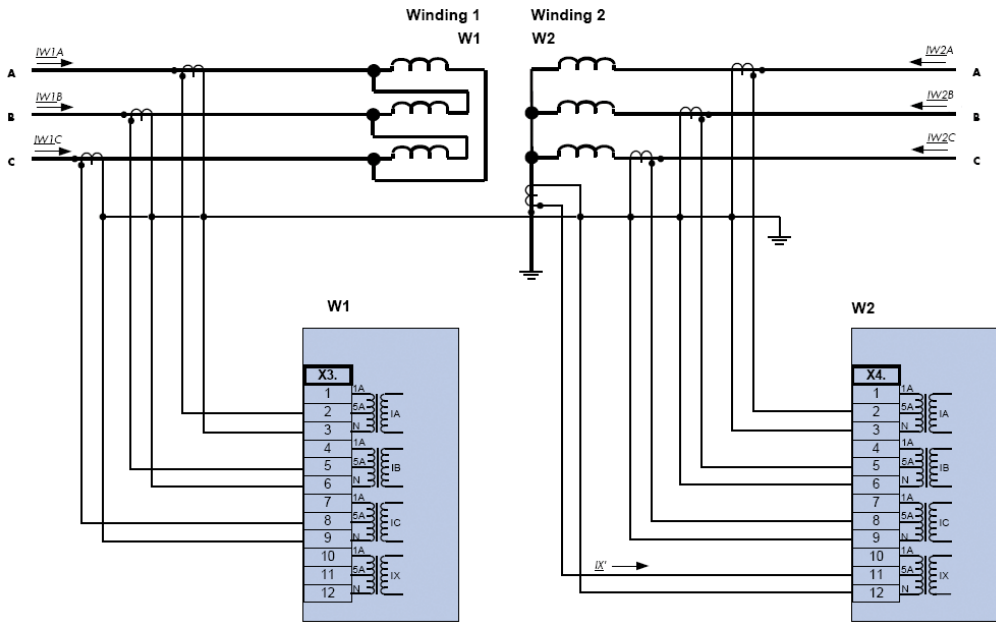 Winding 1 Winding 2
W1 W2
IW1A IW2A
A A
IW1B IW2B
B B
IW1C IW2C
C C
W1 W2
X3. X4.
1 1A 1 1A
2 5A IA 2 5A IA
3 N 3 N
4 1A 4 1A
5 5A IB 5 5A IB
6 N 6 N
7 1A 7 1A
8 5A IC 8 5A IC
9 N 9 N
10 1A 10 1A
IX'
11 5A IX 11 5A IX
12 N 12 N